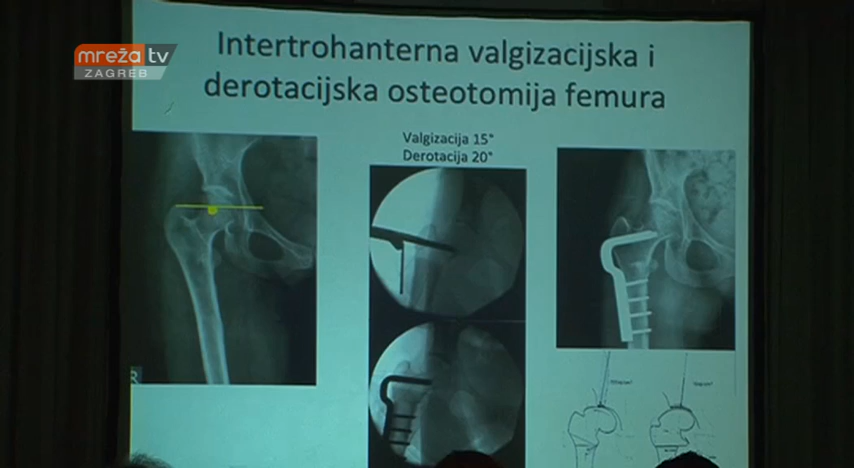 mreža tv
ZAGREB
Intertrohanterna valgizacijska i
derotacijska osteotomija femura
Valgizacija 15°
Derotacija 20°
R